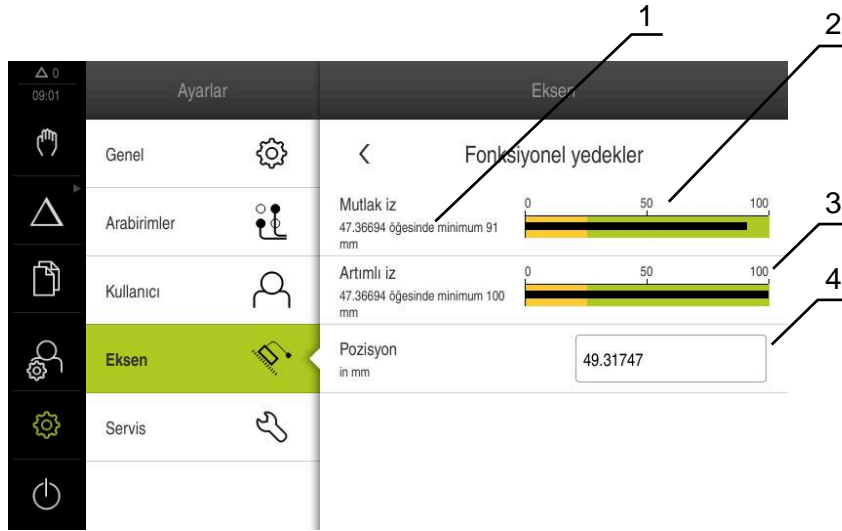 1
2
△ 0
09:01
Ayarlar
Eksen
Genel
Fonksiyonel yedekler
Mutlak iz
47.36694 öğesinde minimum 91
mm
0 50 100
3
Arabirimler
Artımlı iz
47.36694 öğesinde minimum 100
mm
0 50 100
4
Kullanıcı
Pozisyon
in mm
49.31747
Eksen
Servis